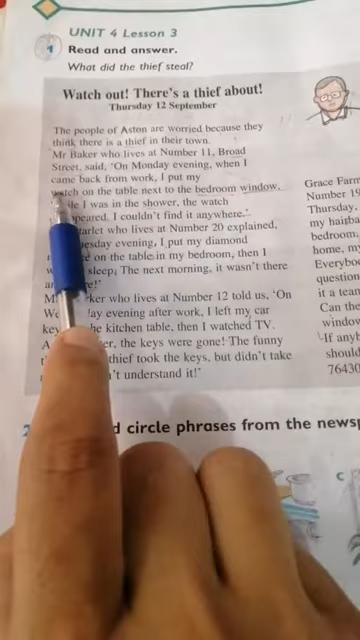 UNIT 4 Lesson 3
1
Read and answer.
What did the thief steal?
Watch out! There's a thief about!
Thursday 12 September
The people of Aston are worried because they
think there is a thief in their town.
Mr Baker who lives at Number 11, Broad
Street, said, 'On Monday evening, when I
came back from work, I put my
watch on the table next to the bedroom window.
I was in the shower, the watch
I couldn't find it anywhere.'
who lives at Number 20 explained,
evening, I put my diamond
on the table in my bedroom, then I
sleep. The next morning, it wasn't there
who lives at Number 12 told us, 'On
evening after work, I left my car
kitchen table, then I watched TV.
the keys were gone! The funny
thief took the keys, but didn't take
understand it!'
Grace Farm
Number 19
Thursday,
my hairba
bedroom,
home, my
Everybo
question
it a tean
Can the
window
If anyb
should
76430
2
circle phrases from the newsp
C